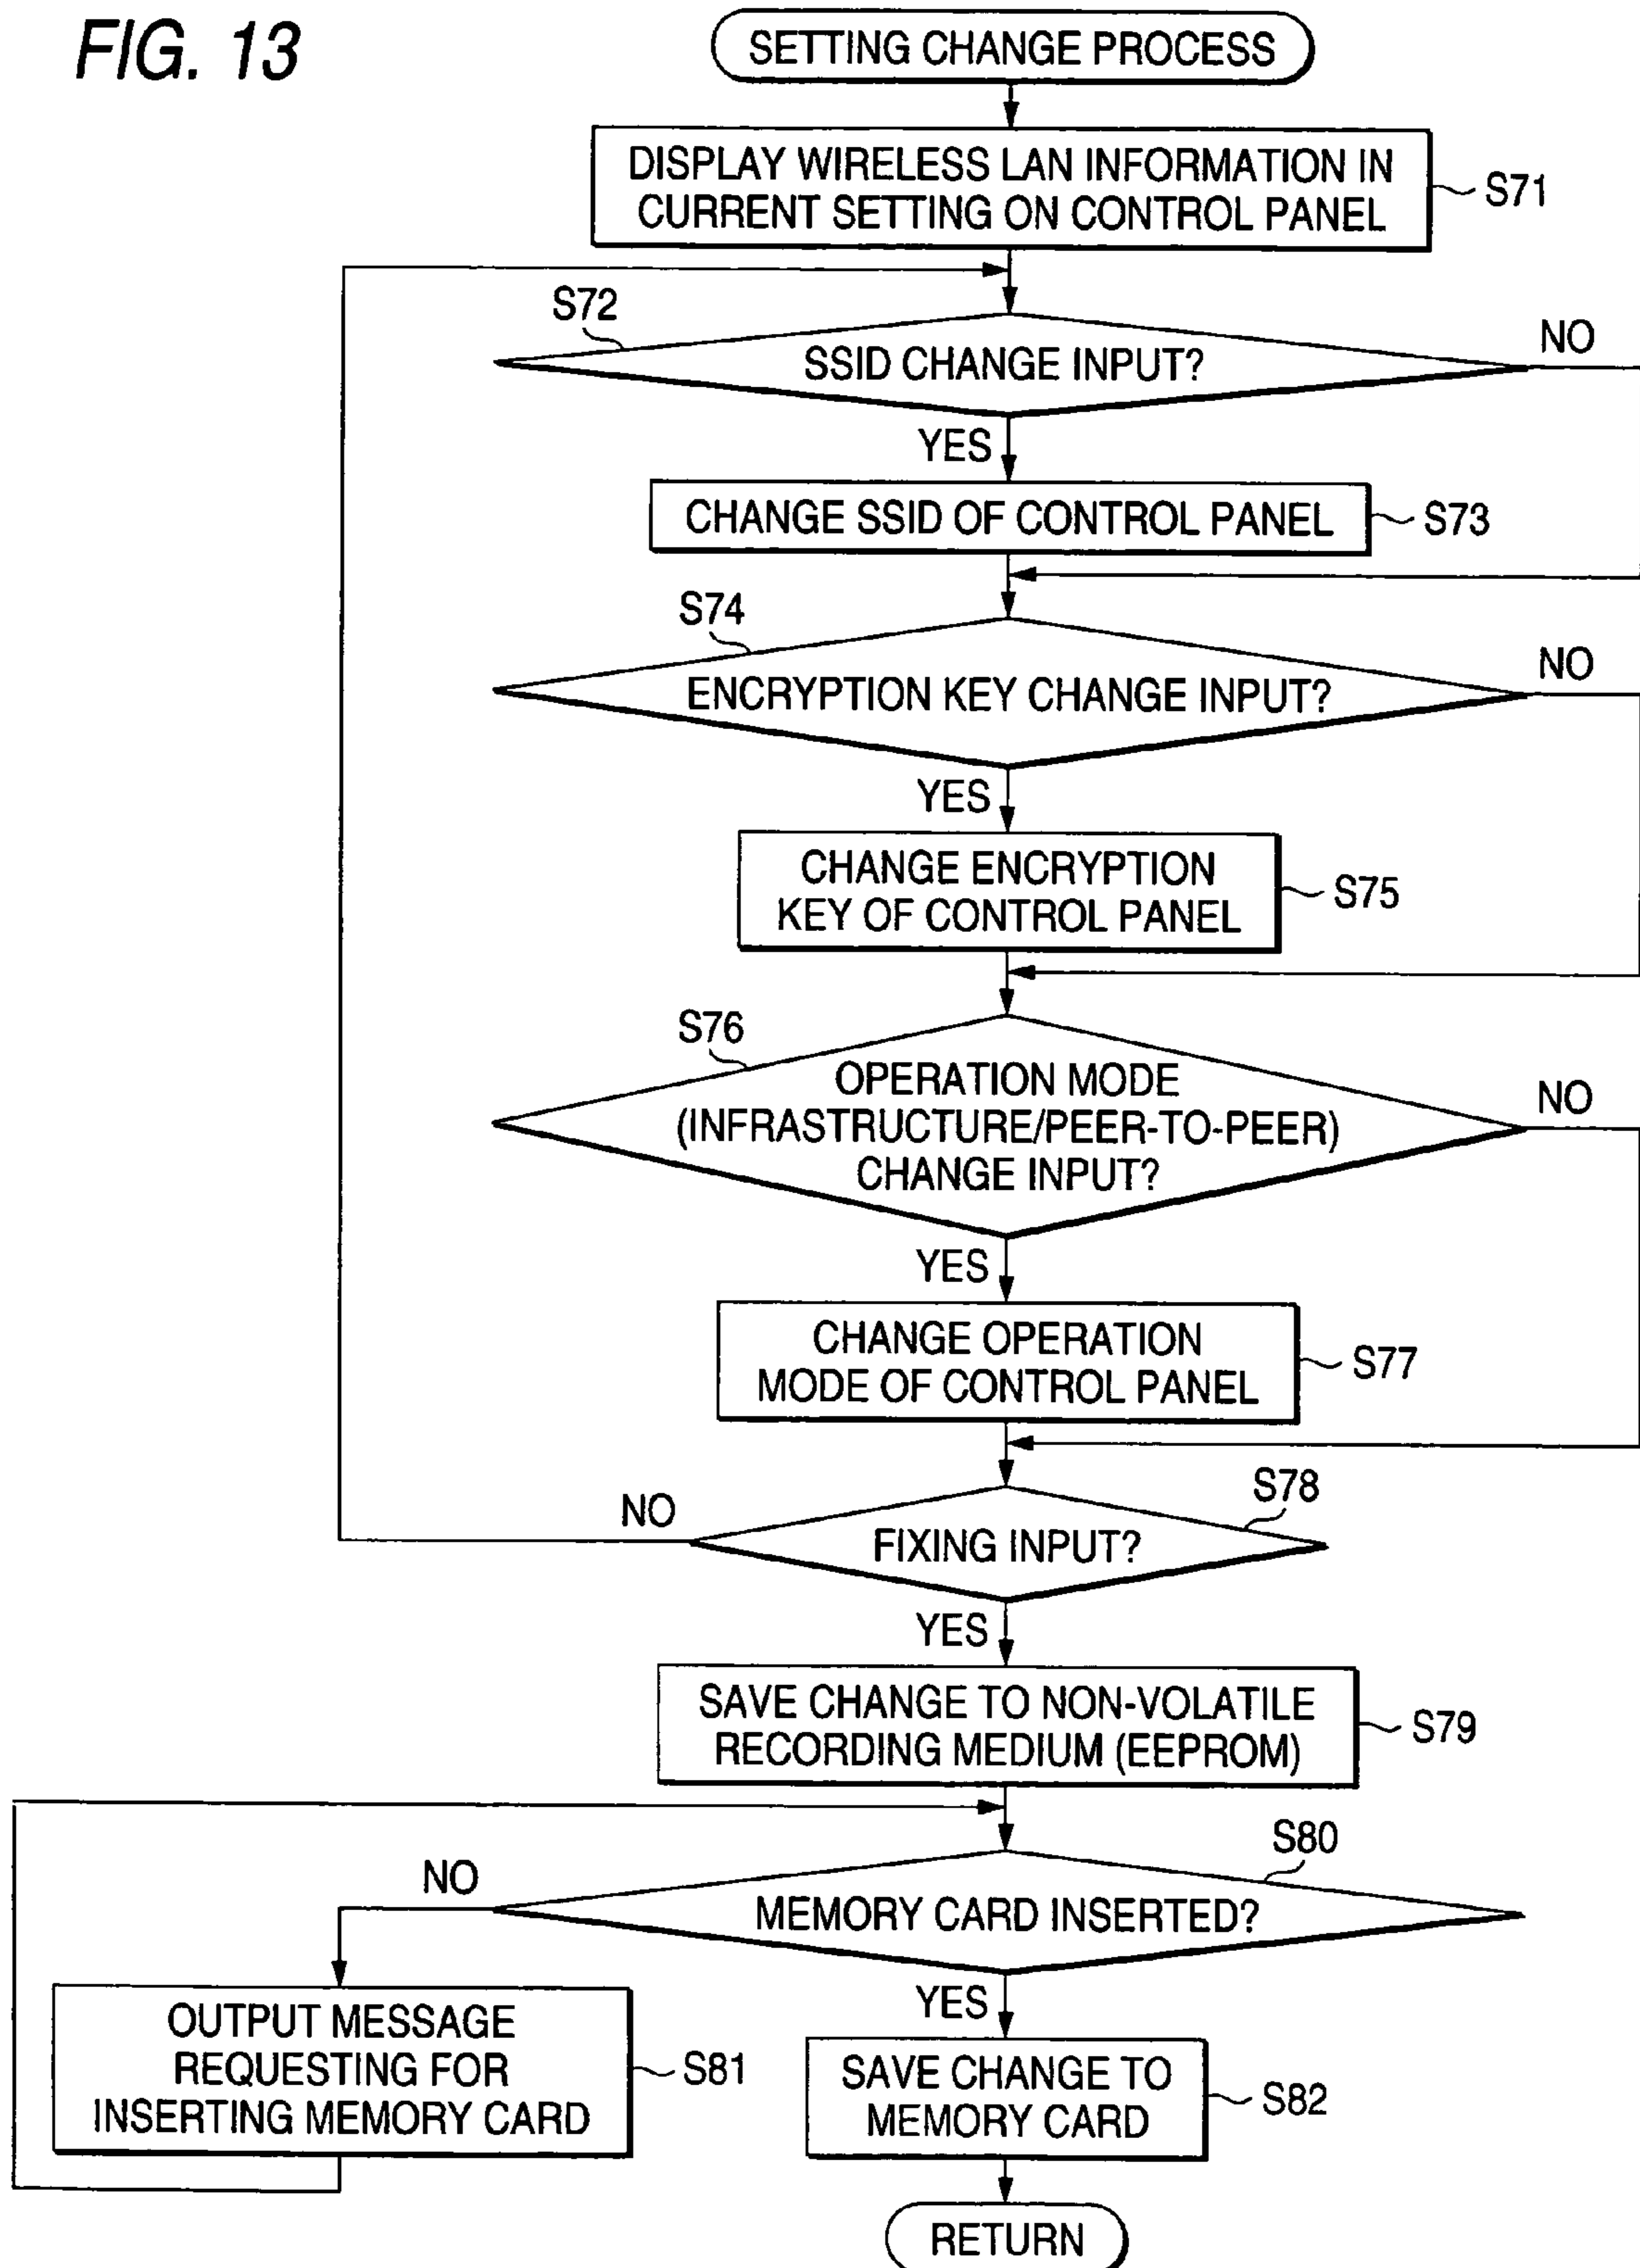 FIG. 13
SETTING CHANGE PROCESS
DISPLAY WIRELESS LAN INFORMATION IN
CURRENT SETTING ON CONTROL PANEL
S71
S72
SSID CHANGE INPUT?
NO
YES
CHANGE SSID OF CONTROL PANEL
S73
S74
ENCRYPTION KEY CHANGE INPUT?
NO
YES
CHANGE ENCRYPTION
KEY OF CONTROL PANEL
S75
S76
OPERATION MODE
(INFRASTRUCTURE/PEER-TO-PEER)
CHANGE INPUT?
NO
YES
CHANGE OPERATION
MODE OF CONTROL PANEL
S77
S78
NO
FIXING INPUT?
YES
SAVE CHANGE TO NON-VOLATILE
RECORDING MEDIUM (EEPROM)
S79
S80
NO
MEMORY CARD INSERTED?
YES
OUTPUT MESSAGE
REQUESTING FOR
INSERTING MEMORY CARD
S81
SAVE CHANGE TO
MEMORY CARD
S82
RETURN